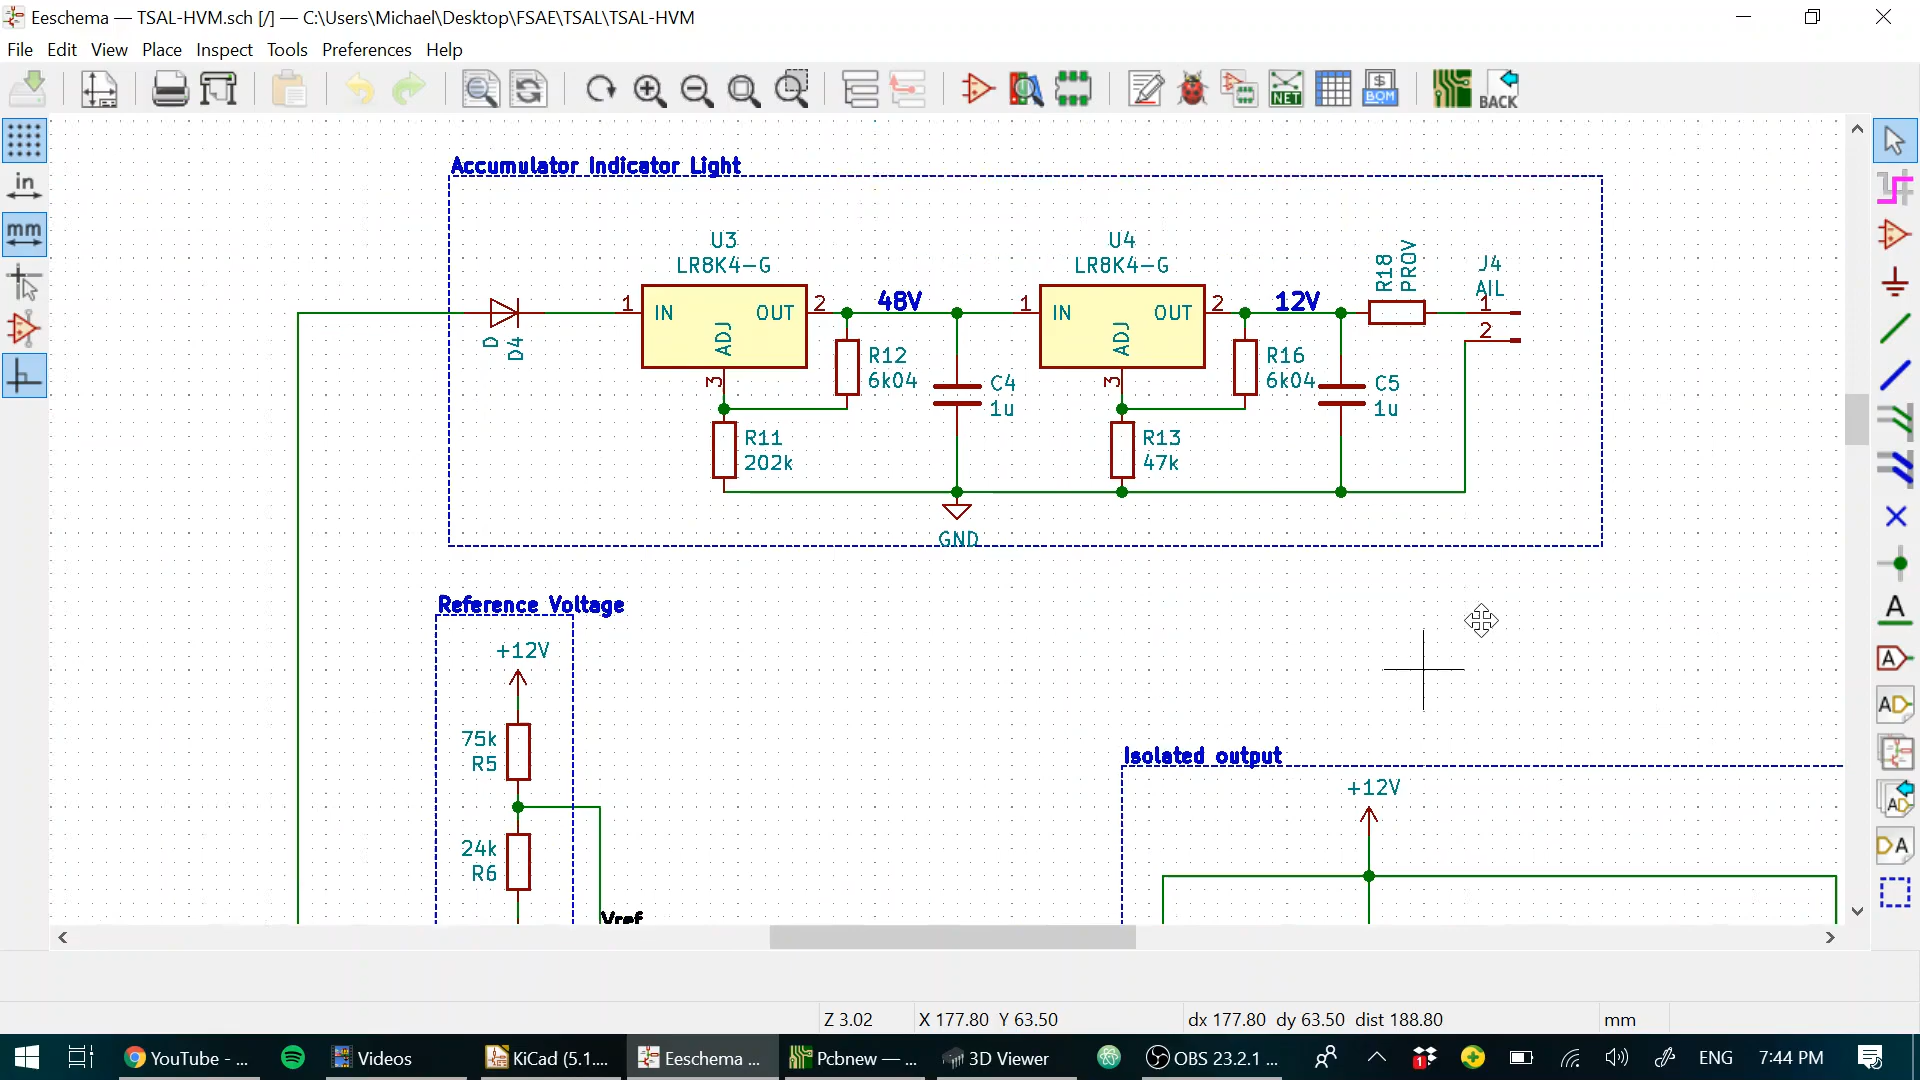 Eeschema — TSAL-HVM.sch [/] — C:\Users\Michael\Desktop\FSAE\TSAL\TSAL-HVM
File Edit View Place Inspect Tools Preferences Help
NET
$
BOM
BACK
in
mm
Accumulator Indicator Light
U3
LR8K4-G
U4
LR8K4-G
R18
PROV
J4
AIL
1 IN OUT 2
48V
1 IN OUT 2
12V
1
2
ADJ
ADJ
D
D4
R12
6k04
R16
6k04
3
3
C4
1u
C5
1u
R11
202k
R13
47k
GND
Reference Voltage
+12V
75k
R5
24k
R6
Vref
Isolated output
+12V
A
A
A
A
A
Z 3.02
X 177.80 Y 63.50
dx 177.80 dy 63.50 dist 188.80
mm
YouTube - ...
Videos
KiCad (5.1....
Eeschema ...
Pcbnew — ...
3D Viewer
OBS 23.2.1 ...
1
ENG
7:44 PM